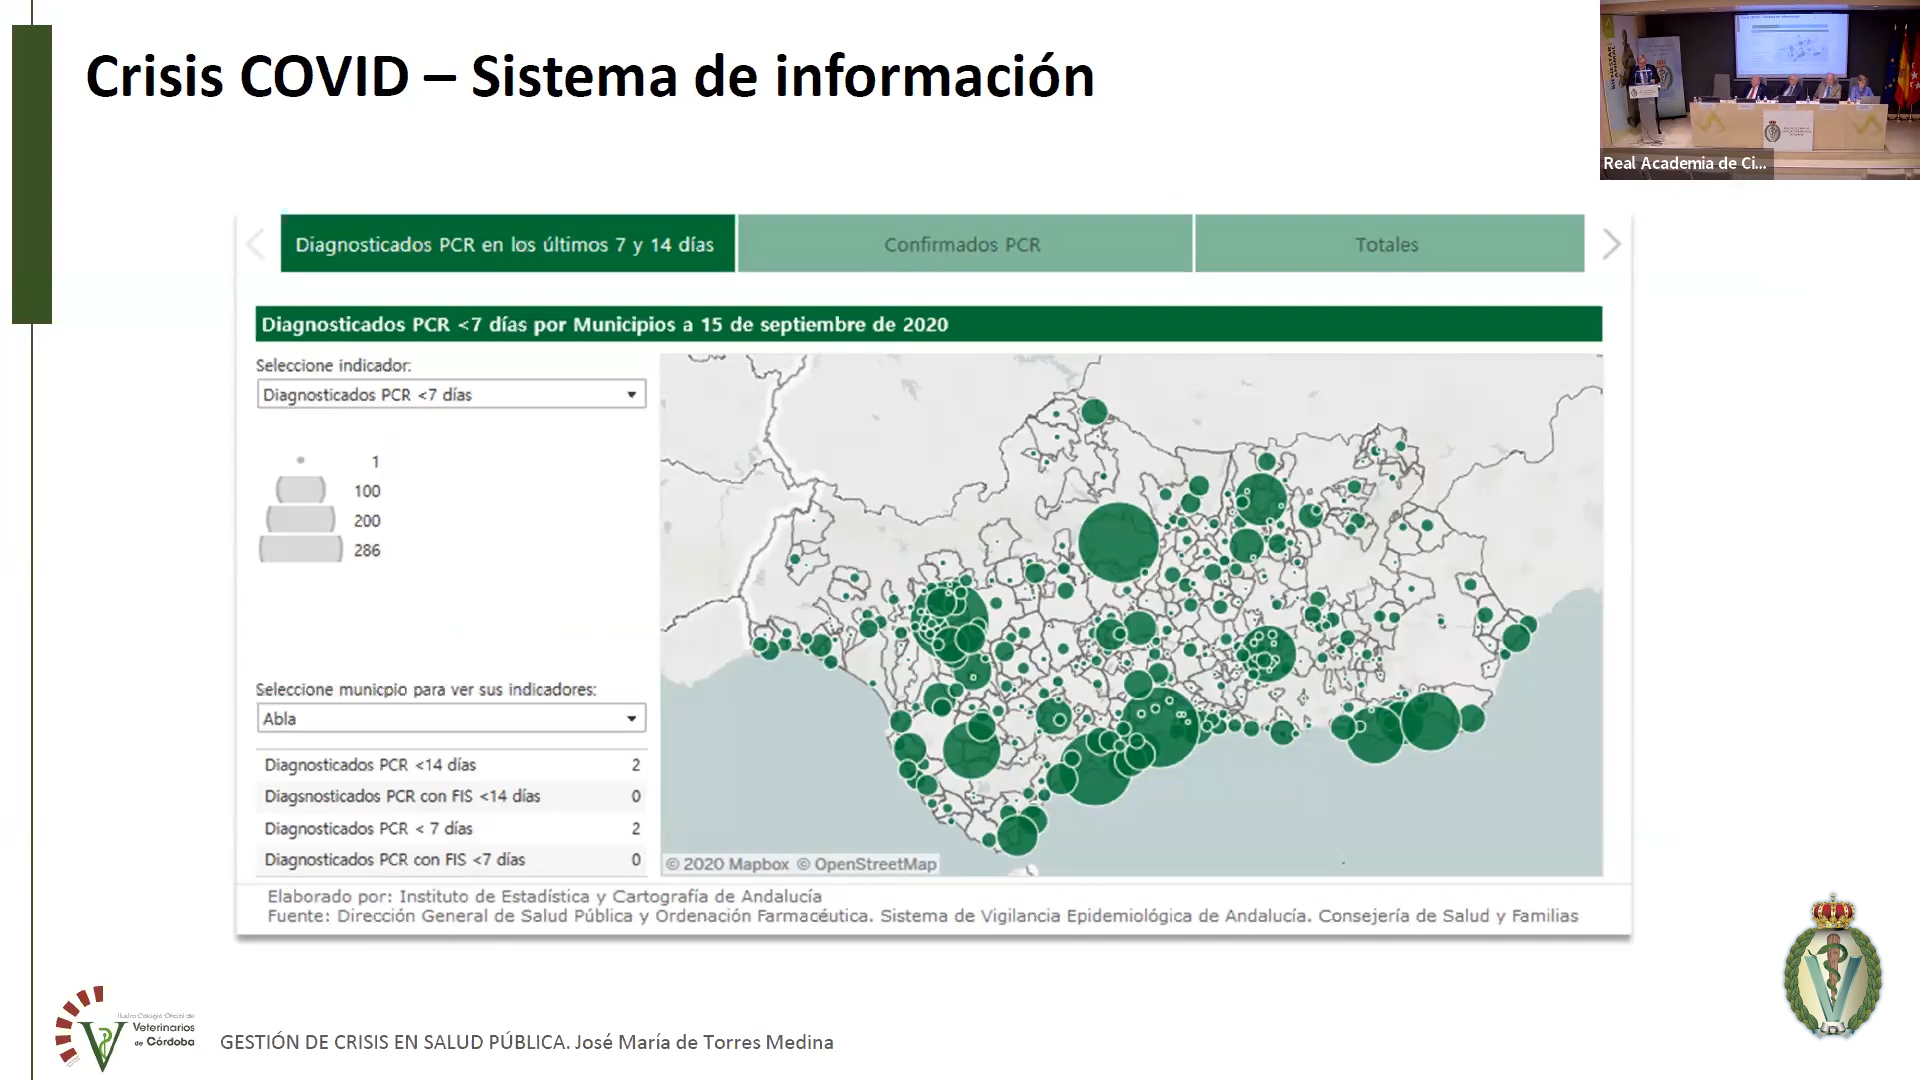 Crisis COVID – Sistema de información
Real Academia de Ci...
Diagnosticados PCR en los últimos 7 y 14 días
Confirmados PCR
Totales
Diagnosticados PCR <7 días por Municipios a 15 de septiembre de 2020
Seleccione indicador:
Diagnosticados PCR <7 días
1
100
200
286
Seleccione municpio para ver sus indicadores:
Abla
Diagnosticados PCR <14 días 2
Diagsnosticados PCR con FIS <14 días 0
Diagnosticados PCR < 7 días 2
Diagnosticados PCR con FIS <7 días 0
© 2020 Mapbox © OpenStreetMap
Elaborado por: Instituto de Estadística y Cartografía de Andalucía
Fuente: Dirección General de Salud Pública y Ordenación Farmacéutica. Sistema de Vigilancia Epidemiológica de Andalucía. Consejería de Salud y Familias
Ilustre Colegio Oficial de
Veterinarios
de Córdoba
GESTIÓN DE CRISIS EN SALUD PÚBLICA. José María de Torres Medina